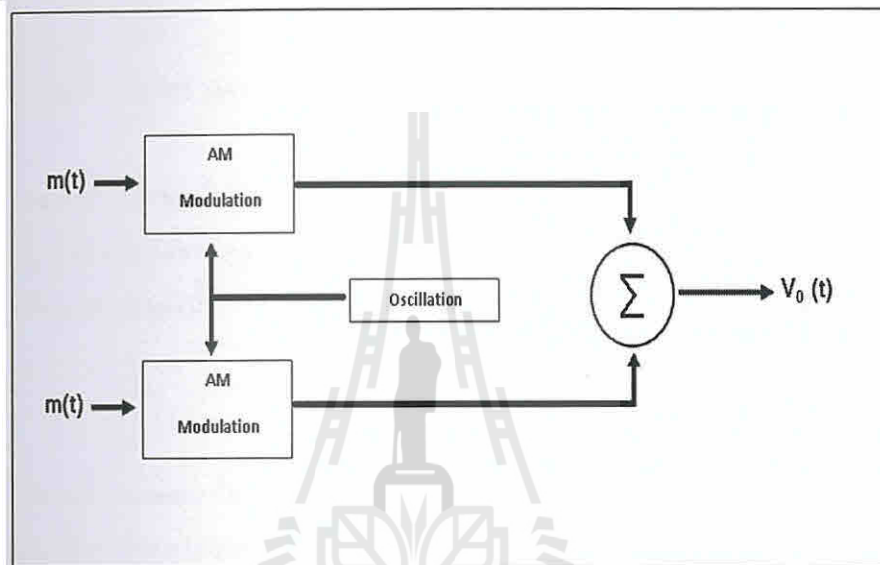 AM
m(t)
Modulation
Oscillation
Σ
V₀ (t)
AM
m(t)
Modulation